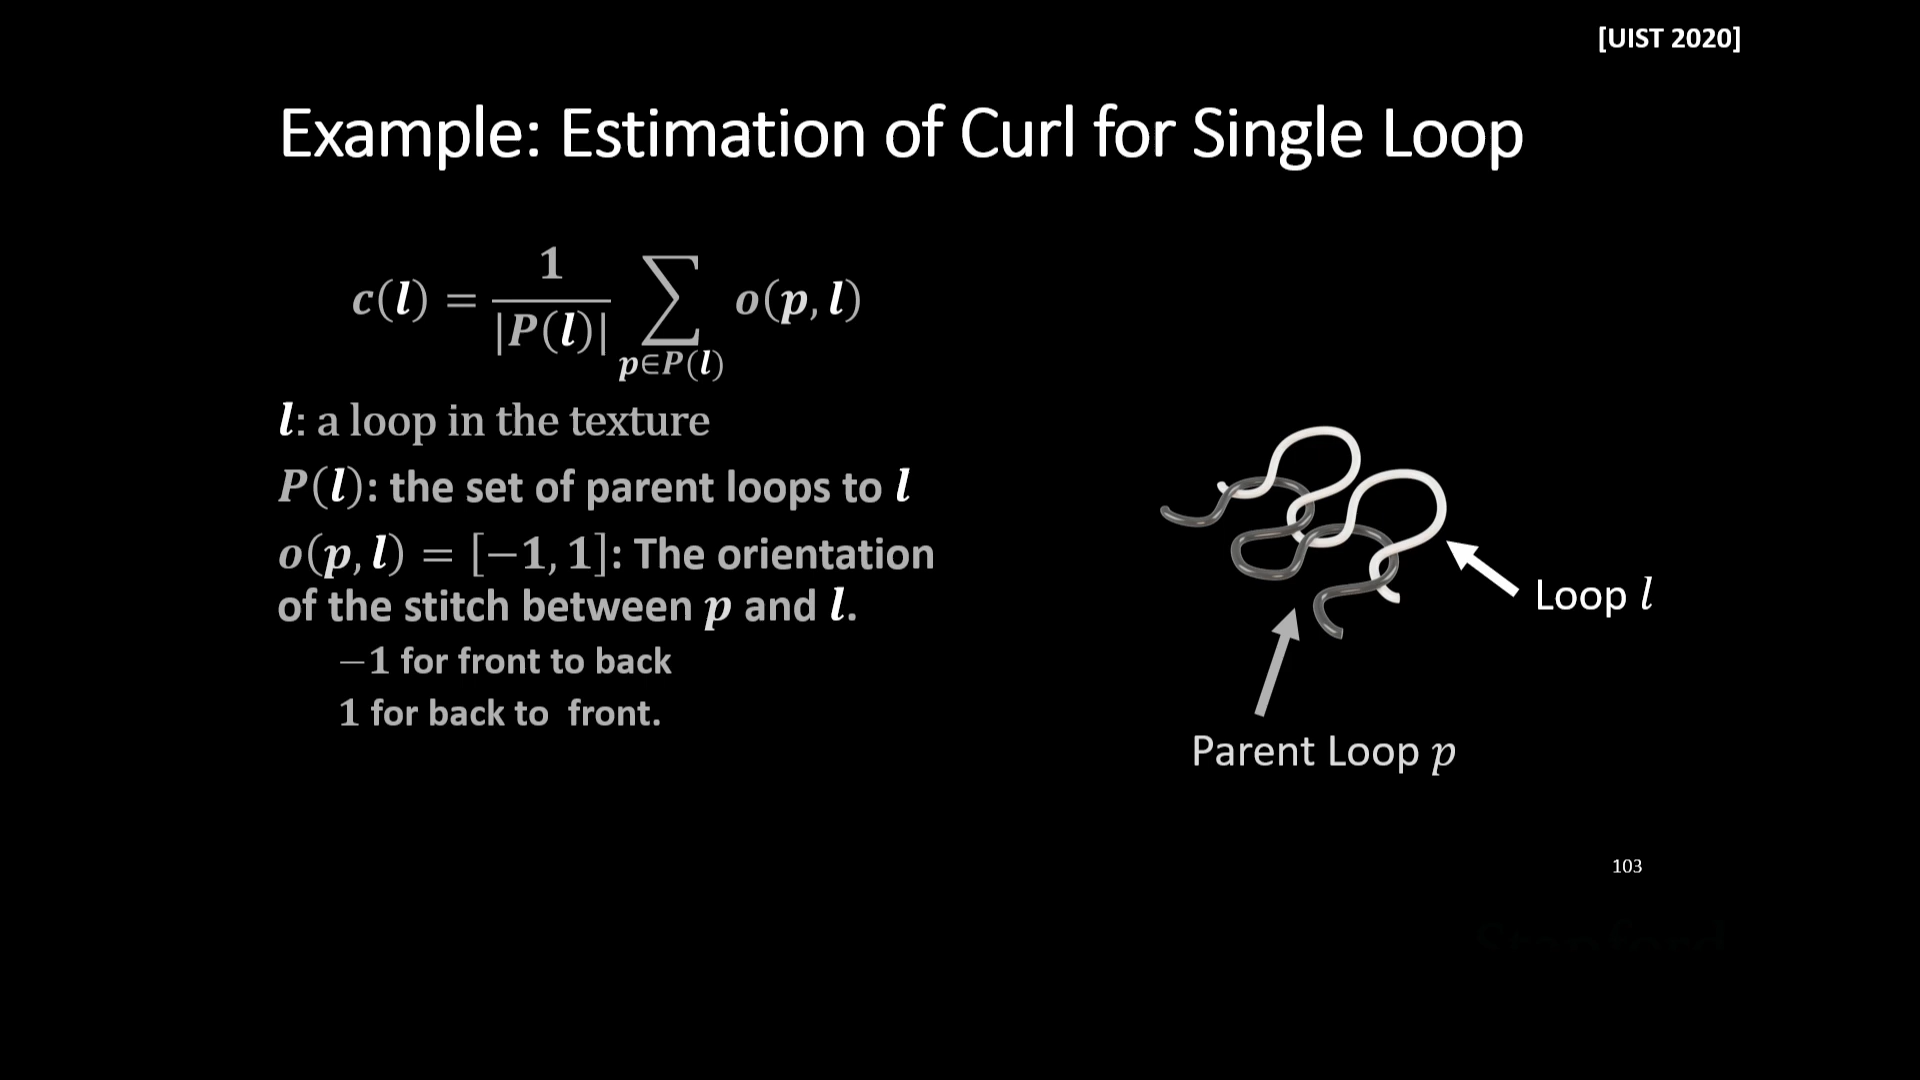 [UIST 2020]
Example: Estimation of Curl for Single Loop
c(l) = 1/|P(l)| ∑_{p∈P(l)} o(p, l)
l: a loop in the texture
P(l): the set of parent loops to l
o(p, l) = [−1, 1]: The orientation
of the stitch between p and l.
−1 for front to back
1 for back to front.
Loop l
Parent Loop p
103